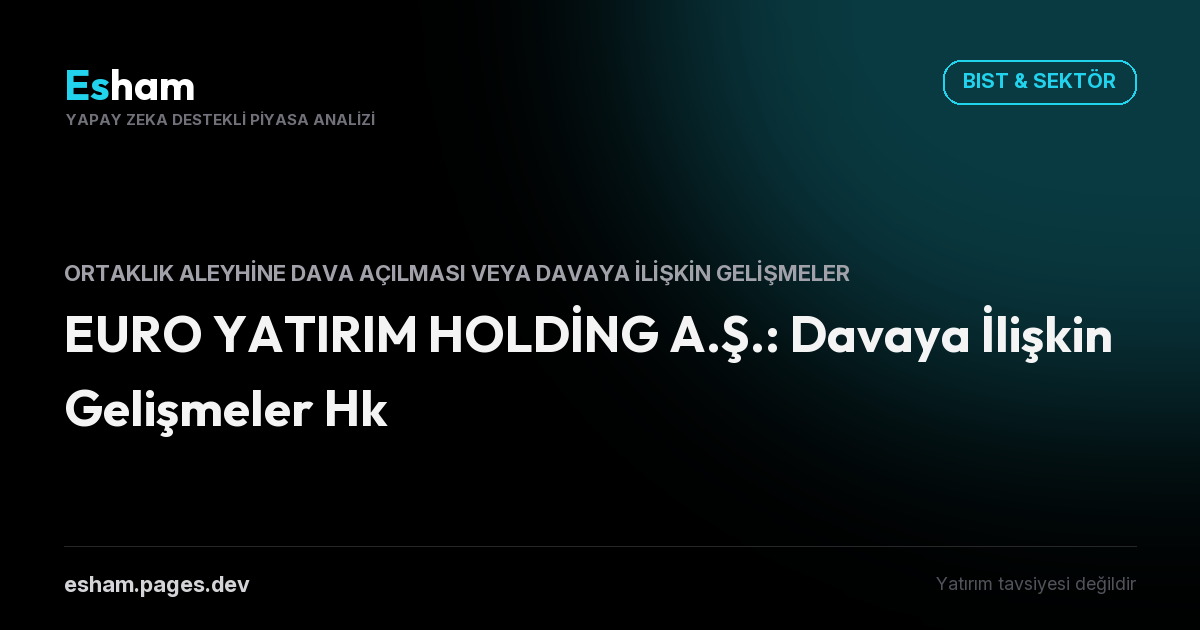 Esham
BIST & SEKTÖR
YAPAY ZEKA DESTEKLİ PİYASA ANALİZİ
ORTAKLIK ALEYHİNE DAVA AÇILMASI VEYA DAVAYA İLİŞKİN GELİŞMELER
EURO YATIRIM HOLDİNG A.Ş.: Davaya İlişkin
Gelişmeler Hk
esham.pages.dev
Yatırım tavsiyesi değildir